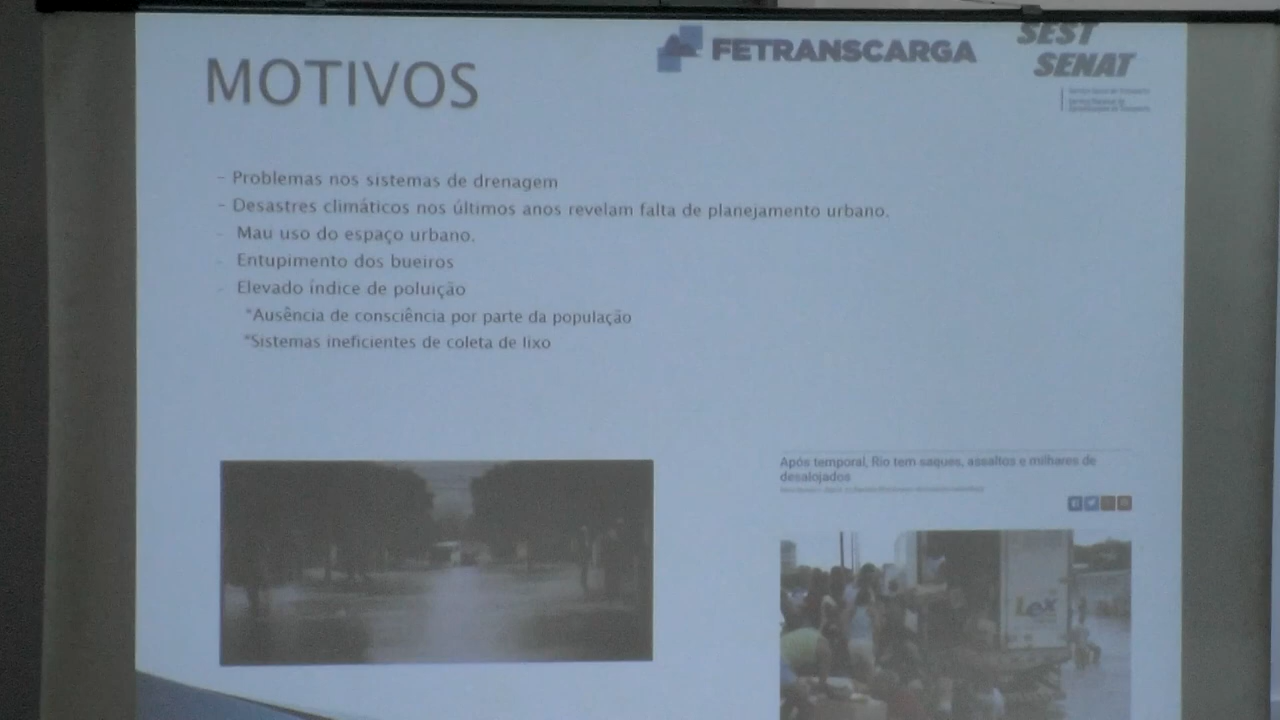 FETRANSCARGA
SEST
SENAT
MOTIVOS
- Problemas nos sistemas de drenagem
- Desastres climáticos nos últimos anos revelam falta de planejamento urbano.
- Mau uso do espaço urbano.
- Entupimento dos bueiros
- Elevado índice de poluição
*Ausência de consciência por parte da população
*Sistemas ineficientes de coleta de lixo
Após temporal, Rio tem saques, assaltos e milhares de
desalojados
Lex